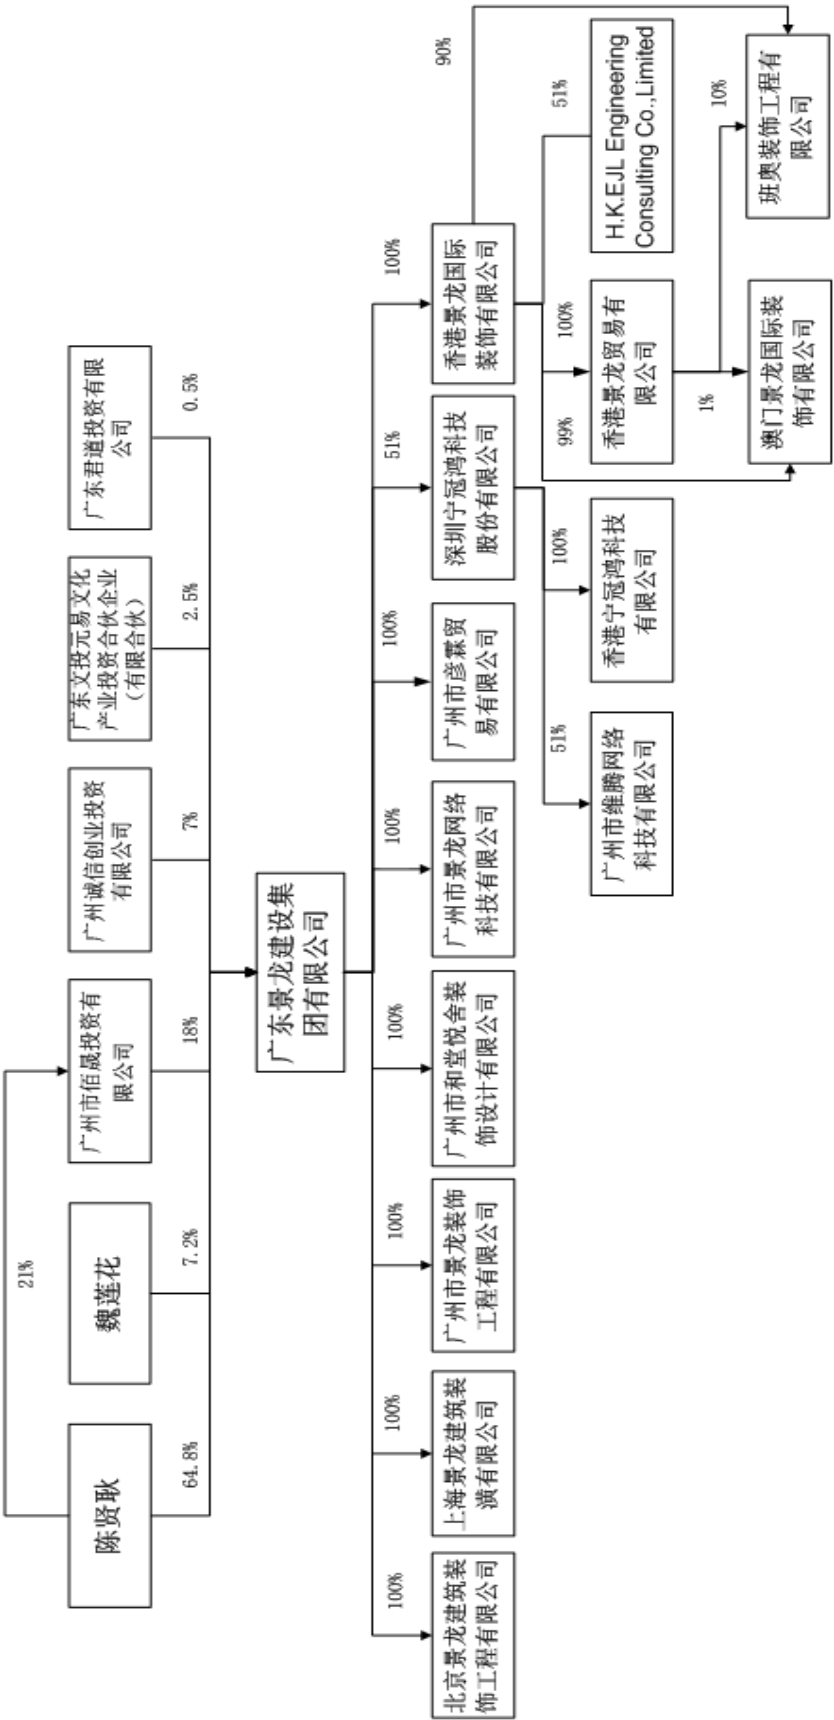 21%
陈贤耿
魏莲花
广州市佰晟投资有
限公司
广州诚信创业投资
有限公司
广东文投元易文化
产业投资合伙企业
（有限合伙）
广东君道投资有限
公司
64.8%
7.2%
18%
7%
2.5%
0.5%
广东景龙建设集
团有限公司
100%
100%
100%
100%
100%
100%
51%
100%
90%
北京景龙建筑装
饰工程有限公司
上海景龙建筑装
潢有限公司
广州市景龙装饰
工程有限公司
广州市和堂悦舍装
饰设计有限公司
广州市景龙网络
科技有限公司
广州市彦霖贸
易有限公司
深圳宁冠鸿科技
股份有限公司
香港景龙国际
装饰有限公司
51%
100%
99%
100%
51%
广州市维腾网络
科技有限公司
香港宁冠鸿科技
有限公司
香港景龙贸易有
限公司
H.K.EJL Engineering
Consulting Co.,Limited
1%
10%
澳门景龙国际装
饰有限公司
班奥装饰工程有
限公司